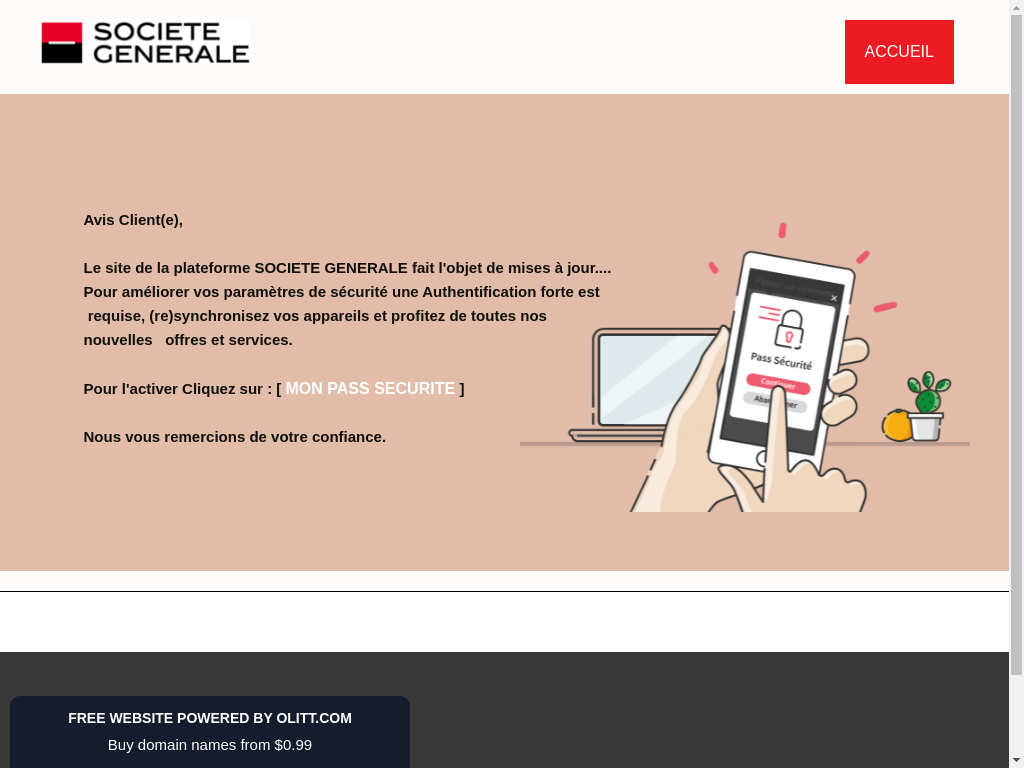 SOCIETE
GENERALE
ACCUEIL
Avis Client(e),
Le site de la plateforme SOCIETE GENERALE fait l'objet de mises à jour....
Pour améliorer vos paramètres de sécurité une Authentification forte est
requise, (re)synchronisez vos appareils et profitez de toutes nos
nouvelles offres et services.
Pour l'activer Cliquez sur : [ MON PASS SECURITE ]
Nous vous remercions de votre confiance.
Pass Sécurité
FREE WEBSITE POWERED BY OLITT.COM
Buy domain names from $0.99